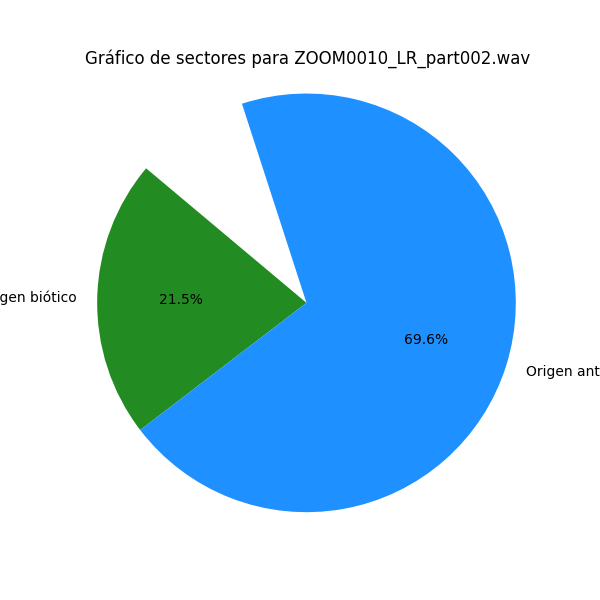 Gráfico de sectores para ZOOM0010_LR_part002.wav
gen biótico
21.5%
69.6%
Origen ant